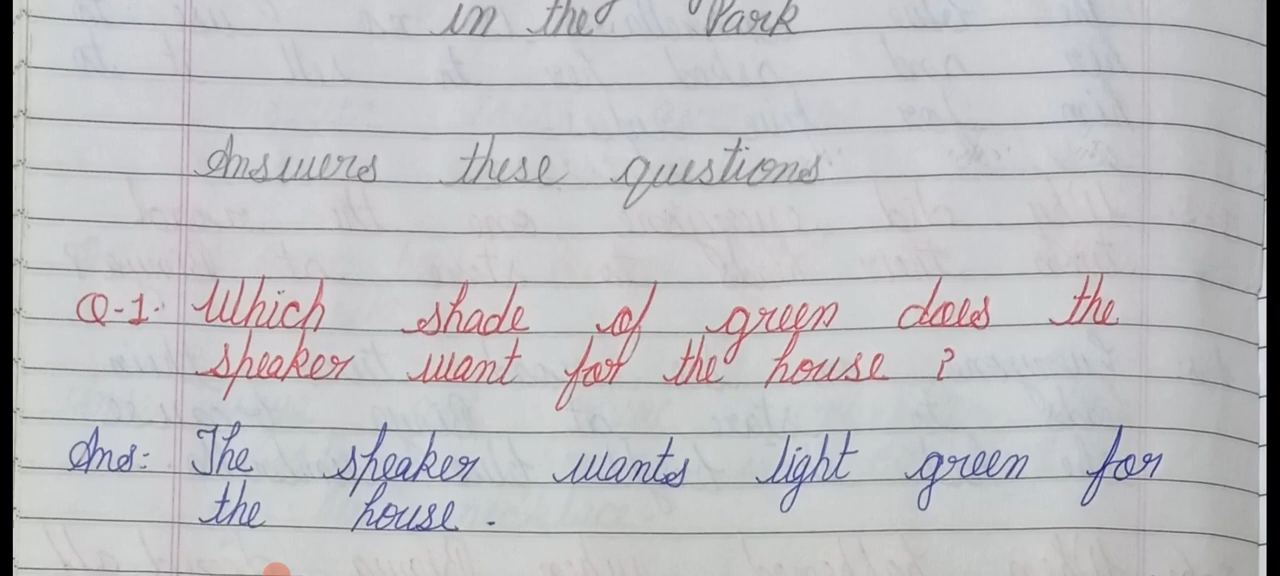 in the Park
Answers these questions
Q-1. Which shade of green does the
speaker want for the house ?
Ans:- The speaker wants light green for
the house.